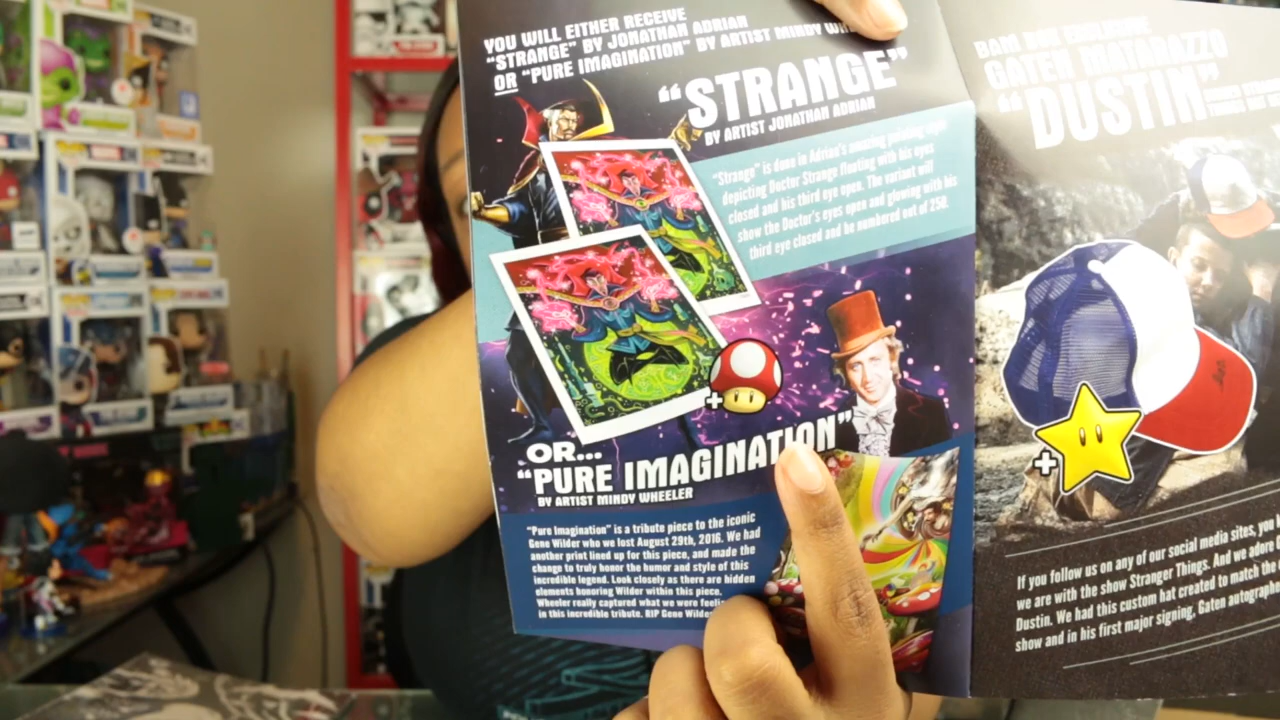 YOU WILL EITHER RECEIVE
"STRANGE" BY JONATHAN ADRIAN
OR "PURE IMAGINATION" BY ARTIST MINDY
"STRANGE"
BY ARTIST JONATHAN ADRIAN
"Strange" is done in Adrian's amazing painting style
depicting Doctor Strange floating with his eyes
closed and his third eye open. The variant will
show the Doctor's eyes open and glowing with his
third eye closed and be numbered out of 250.
+
OR...
"PURE IMAGINATION"
BY ARTIST MINDY WHEELER
"Pure Imagination" is a tribute piece to the iconic
Gene Wilder who we lost August 29th, 2016. We had
another print lined up for this piece, and made the
change to truly honor the humor and style of this
incredible legend. Look closely as there are hidden
elements honoring Wilder within this piece.
Wheeler really captured what we were
in this incredible tribute. RIP Gene Wilder
BAM BOX EXCLUSIVE
GATEN MATARAZZO
"DUSTIN"
+
If you follow us on any of our social media sites, you
we are with the show Stranger Things. And we adore
Dustin. We had this custom hat created to match the
show and in his first major signing, Gaten